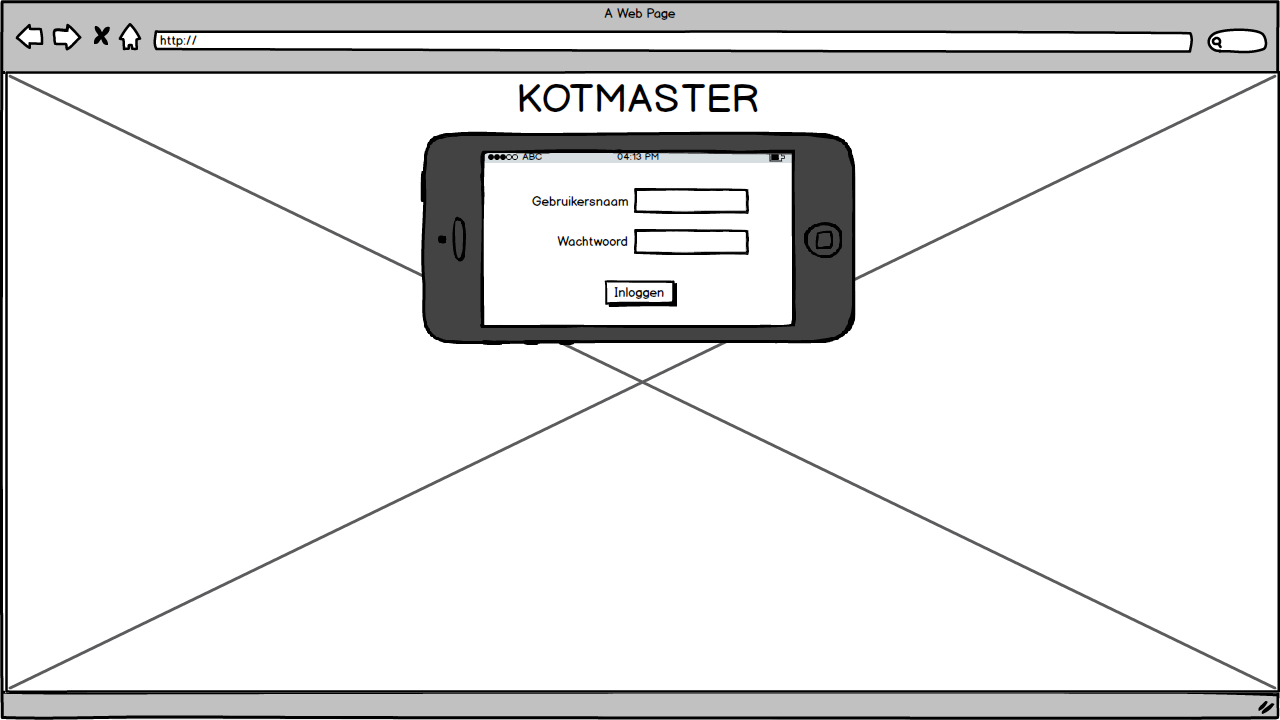 A Web Page
http://
KOTMASTER
ABC 04:13 PM
Gebruikersnaam
Wachtwoord
Inloggen